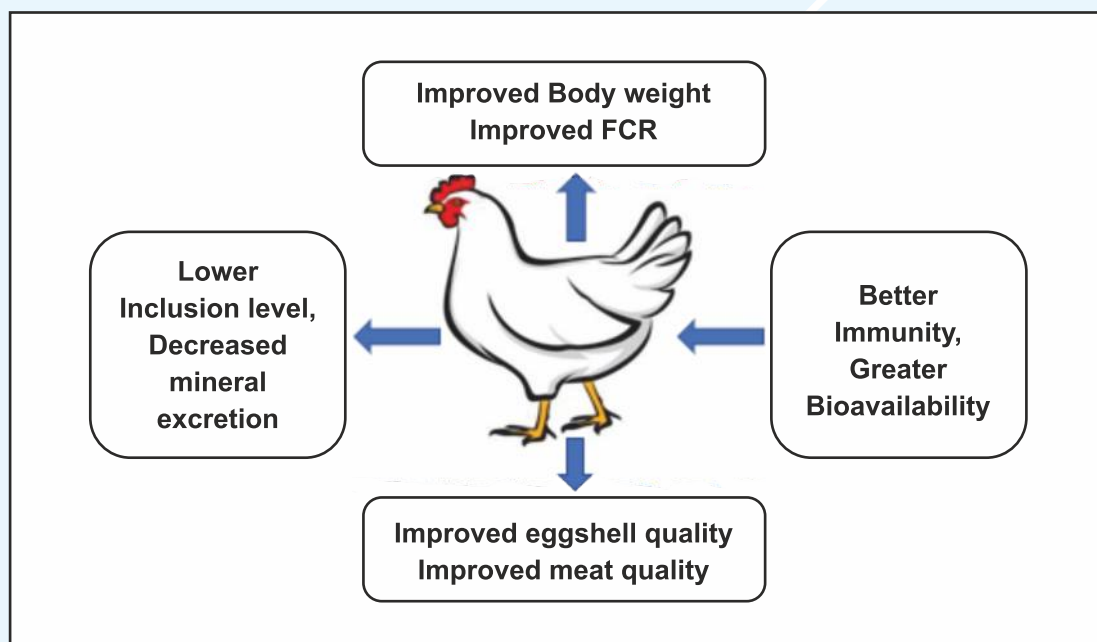 Improved Body weight
Improved FCR
Lower
Inclusion level,
Decreased
mineral
excretion
Better
Immunity,
Greater
Bioavailability
Improved eggshell quality
Improved meat quality